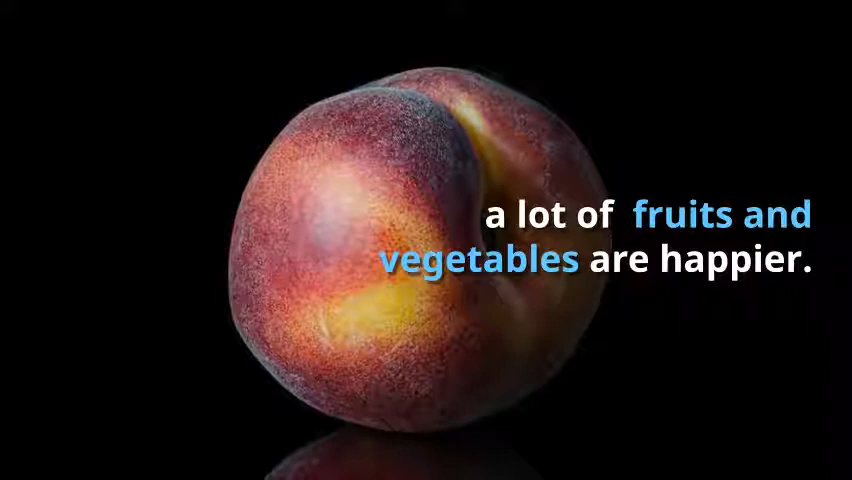 a lot of fruits and
vegetables are happier.